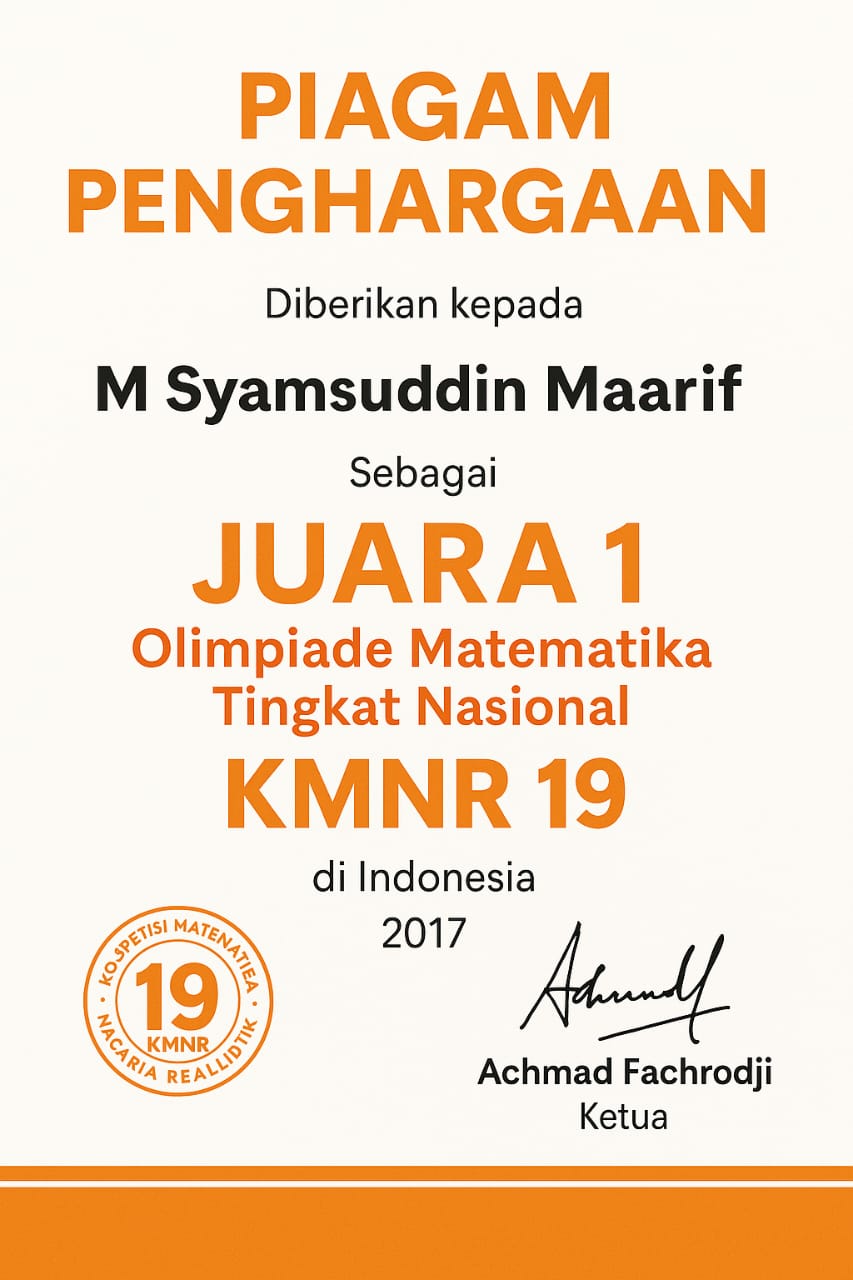 PIAGAM
PENGHARGAAN
Diberikan kepada
M Syamsuddin Maarif
Sebagai
JUARA 1
Olimpiade Matematika
Tingkat Nasional
KMNR 19
di Indonesia
2017
KOSPETISI MATENATIEA
19
KMNR
NACARIA REALLIDTIK
Achmad Fachrodji
Ketua